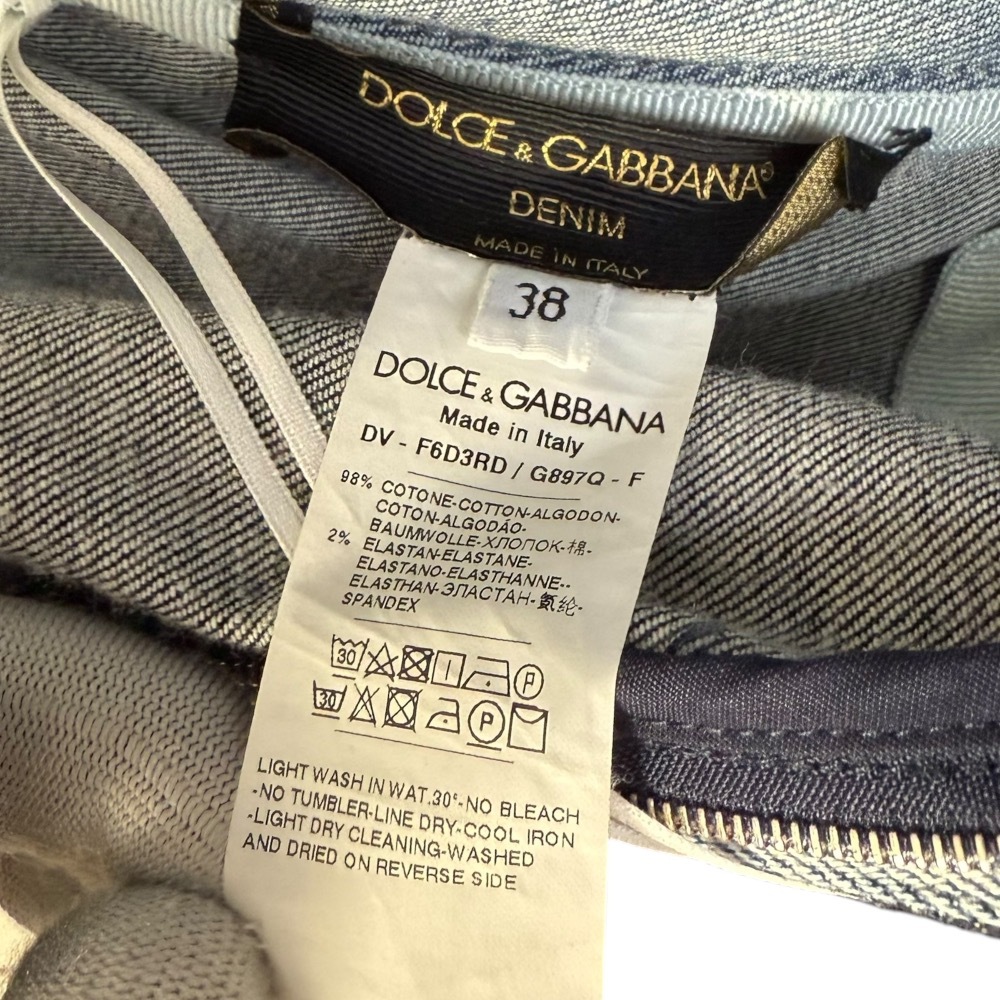 DOLCE & GABBANA®
DENIM
MADE IN ITALY
38
DOLCE & GABBANA
Made in Italy
DV - F6D3RD / G897Q - F
98% COTONE-COTTON-ALGODON-
COTON-ALGODÃO-
BAUMWOLLE-ХЛОПОК-棉-
2% ELASTAN-ELASTANE-
ELASTANO-ELASTHANNE--
ELASTHAN-ЭЛАСТАН-氨纶-
SPANDEX
30 P
30 P
LIGHT WASH IN WAT.30°-NO BLEACH
-NO TUMBLER-LINE DRY-COOL IRON
-LIGHT DRY CLEANING-WASHED
AND DRIED ON REVERSE SIDE